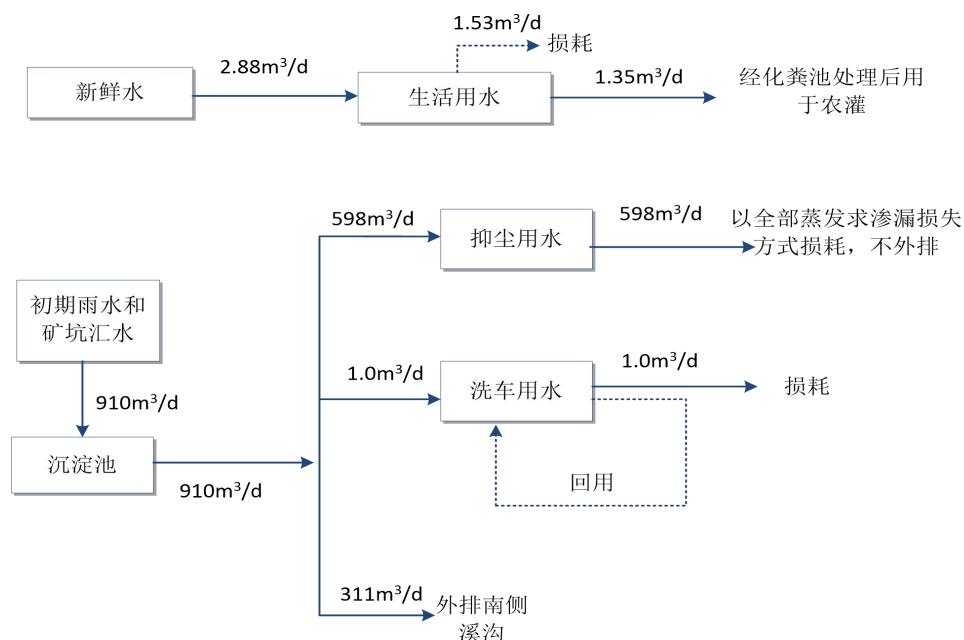 1.53m³/d
损耗
2.88m³/d
新鲜水
生活用水
1.35m³/d
经化粪池处理后用
于农灌
598m³/d
抑尘用水
598m³/d
以全部蒸发求渗漏损失
方式损耗，不外排
初期雨水和
矿坑汇水
910m³/d
沉淀池
910m³/d
1.0m³/d
洗车用水
1.0m³/d
损耗
回用
311m³/d
外排南侧
溪沟